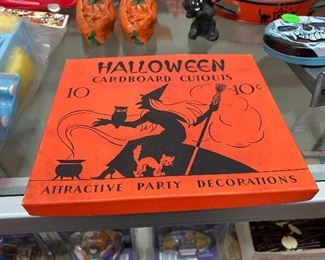 HALLOWEEN
CARDBOARD CUTOUTS
10 10¢
ATTRACTIVE PARTY DECORATIONS